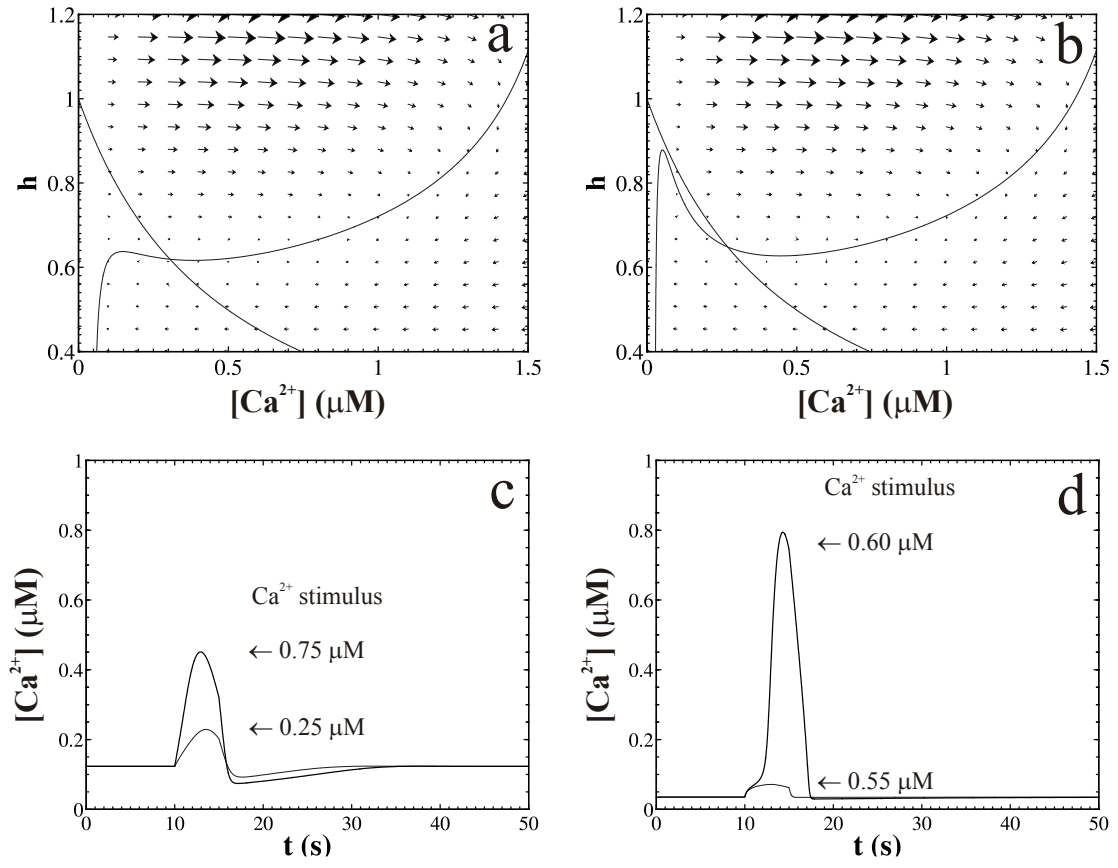 a
1.2
1
0.8
0.6
0.4
h
0
0.5
1
1.5
[Ca²⁺] (μM)
b
1.2
1
0.8
0.6
0.4
h
0
0.5
1
1.5
[Ca²⁺] (μM)
c
1
0.8
0.6
0.4
0.2
0
[Ca²⁺] (μM)
Ca²⁺ stimulus
← 0.75 μM
← 0.25 μM
0
10
20
30
40
50
t (s)
d
1
0.8
0.6
0.4
0.2
0
[Ca²⁺] (μM)
Ca²⁺ stimulus
← 0.60 μM
← 0.55 μM
0
10
20
30
40
50
t (s)